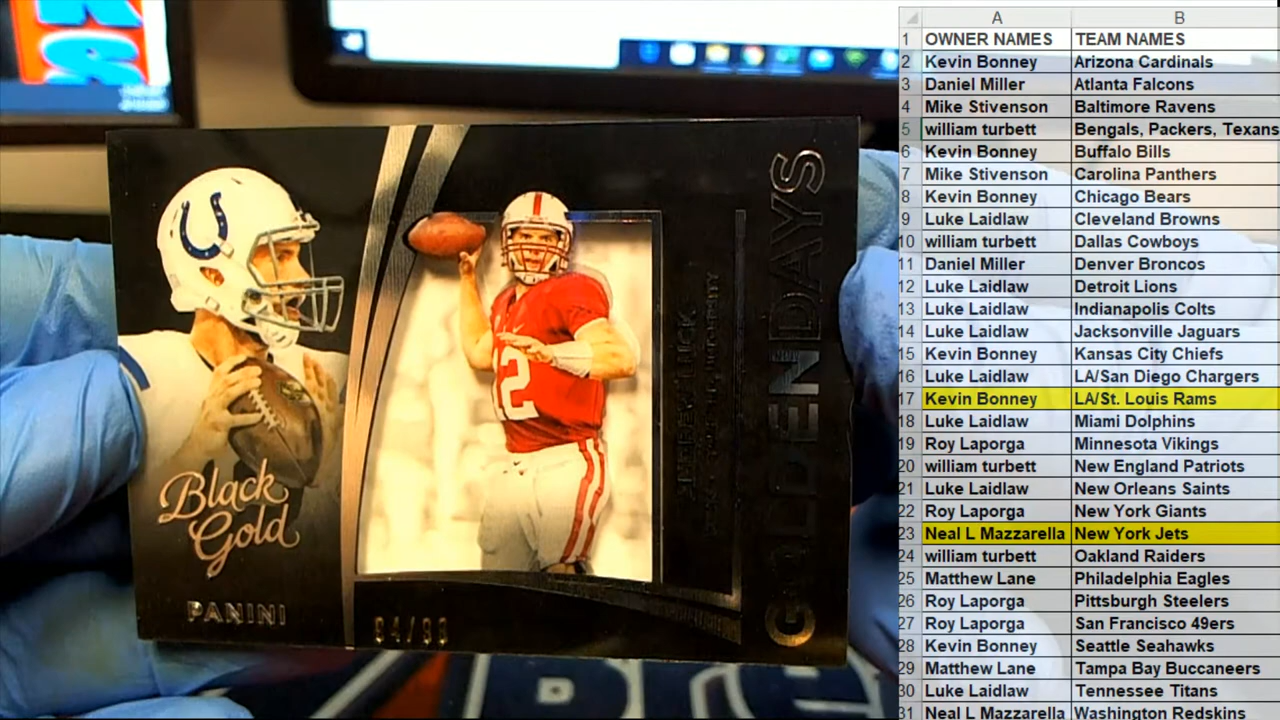 Black
Gold
PANINI
94/99
12
GOLDENDAYS
A B
1 OWNER NAMES TEAM NAMES
2 Kevin Bonney Arizona Cardinals
3 Daniel Miller Atlanta Falcons
4 Mike Stivenson Baltimore Ravens
5 william turbett Bengals, Packers, Texans
6 Kevin Bonney Buffalo Bills
7 Mike Stivenson Carolina Panthers
8 Kevin Bonney Chicago Bears
9 Luke Laidlaw Cleveland Browns
10 william turbett Dallas Cowboys
11 Daniel Miller Denver Broncos
12 Luke Laidlaw Detroit Lions
13 Luke Laidlaw Indianapolis Colts
14 Luke Laidlaw Jacksonville Jaguars
15 Kevin Bonney Kansas City Chiefs
16 Luke Laidlaw LA/San Diego Chargers
17 Kevin Bonney LA/St. Louis Rams
18 Luke Laidlaw Miami Dolphins
19 Roy Laporga Minnesota Vikings
20 william turbett New England Patriots
21 Luke Laidlaw New Orleans Saints
22 Roy Laporga New York Giants
23 Neal L Mazzarella New York Jets
24 william turbett Oakland Raiders
25 Matthew Lane Philadelphia Eagles
26 Roy Laporga Pittsburgh Steelers
27 Roy Laporga San Francisco 49ers
28 Kevin Bonney Seattle Seahawks
29 Matthew Lane Tampa Bay Buccaneers
30 Luke Laidlaw Tennessee Titans
31 Neal L Mazzarella Washington Redskins